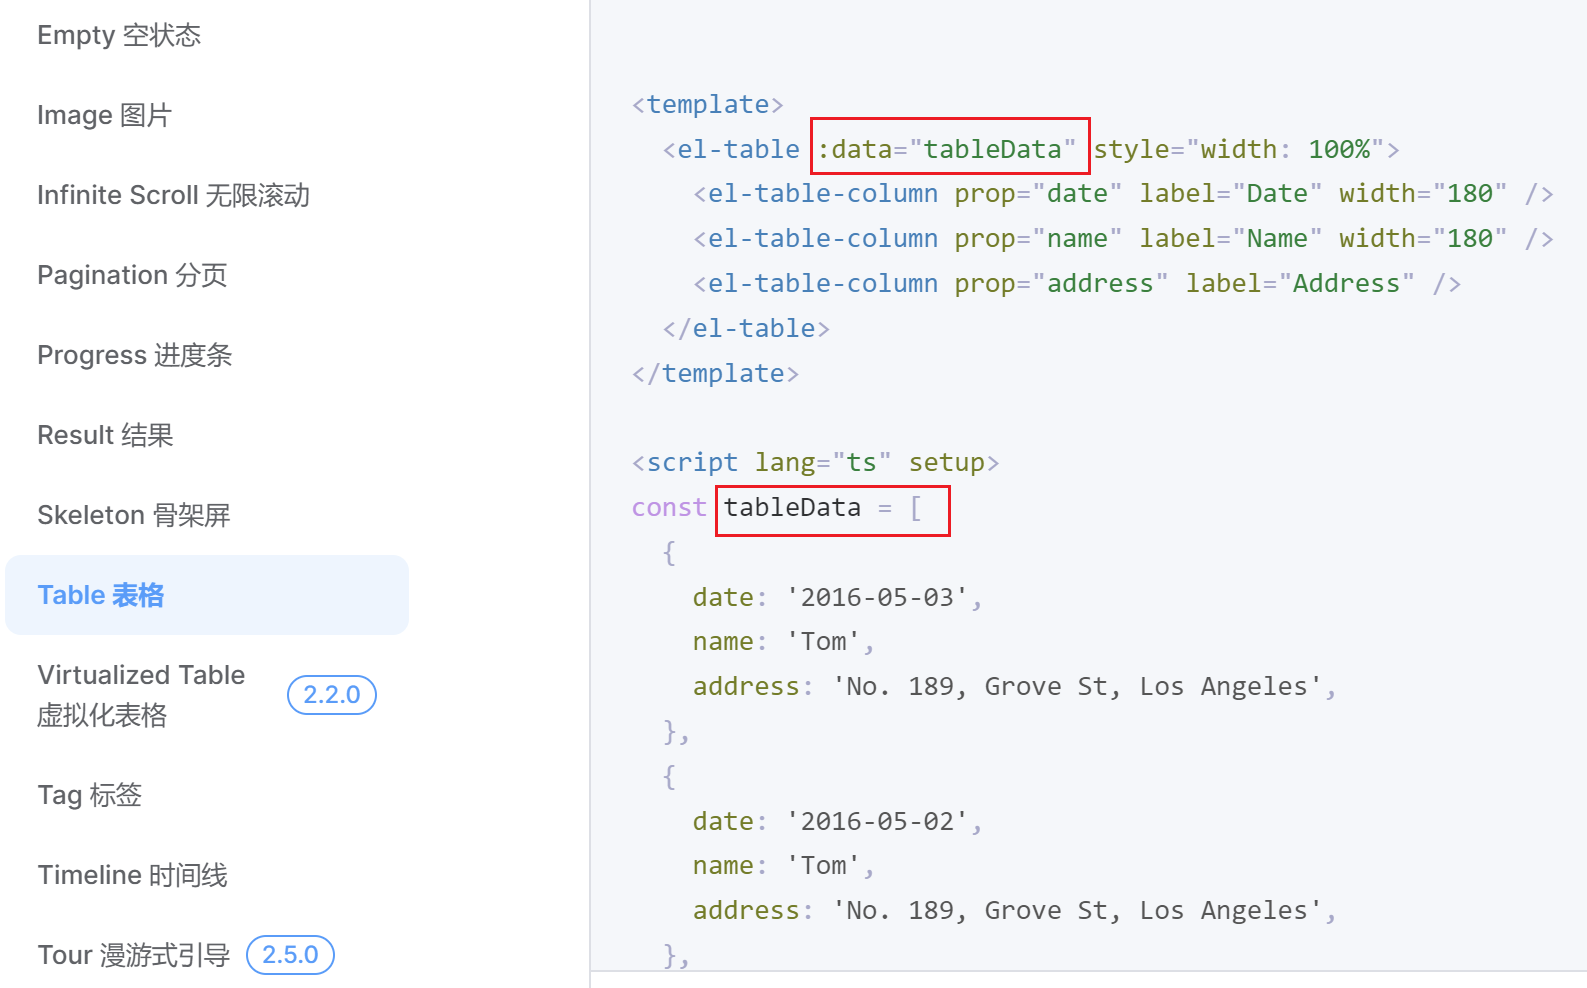 Empty 空状态
Image 图片
Infinite Scroll 无限滚动
Pagination 分页
Progress 进度条
Result 结果
Skeleton 骨架屏
Table 表格
Virtualized Table
虚拟化表格
2.2.0
Tag 标签
Timeline 时间线
Tour 漫游式引导 2.5.0
<template>
  <el-table :data="tableData" style="width: 100%">
    <el-table-column prop="date" label="Date" width="180" />
    <el-table-column prop="name" label="Name" width="180" />
    <el-table-column prop="address" label="Address" />
  </el-table>
</template>
<script lang="ts" setup>
const tableData = [
  {
    date: '2016-05-03',
    name: 'Tom',
    address: 'No. 189, Grove St, Los Angeles',
  },
  {
    date: '2016-05-02',
    name: 'Tom',
    address: 'No. 189, Grove St, Los Angeles',
  },